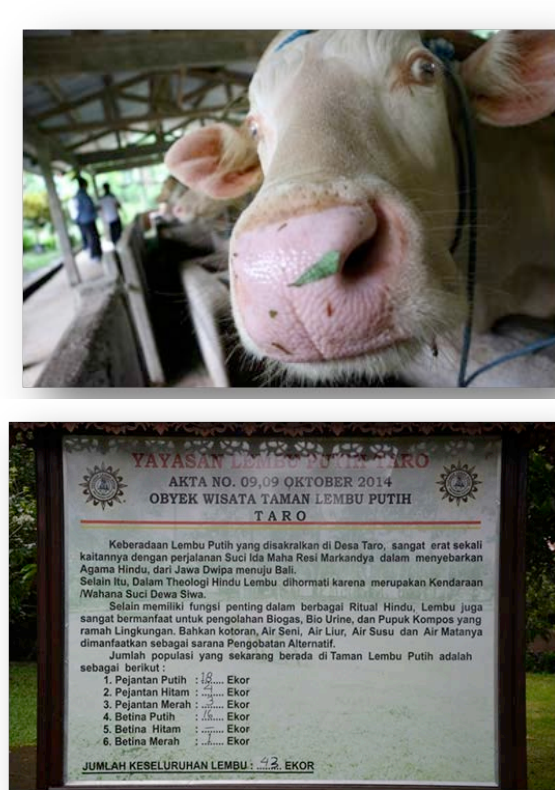 YAYASAN LEMBU PUTIH TARO
AKTA NO. 09,09 OKTOBER 2014
OBYEK WISATA TAMAN LEMBU PUTIH
TARO
Keberadaan Lembu Putih yang disakralkan di Desa Taro, sangat erat sekali
kaitannya dengan perjalanan Suci Ida Maha Resi Markandya dalam menyebarkan
Agama Hindu, dari Jawa Dwipa menuju Bali.
Selain Itu, Dalam Theologi Hindu Lembu dihormati karena merupakan Kendaraan
/Wahana Suci Dewa Siwa.
Selain memiliki fungsi penting dalam berbagai Ritual Hindu, Lembu juga
sangat bermanfaat untuk pengolahan Biogas, Bio Urine, dan Pupuk Kompos yang
ramah Lingkungan. Bahkan kotoran, Air Seni, Air Liur, Air Susu dan Air Matanya
dimanfaatkan sebagai sarana Pengobatan Alternatif.
Jumlah populasi yang sekarang berada di Taman Lembu Putih adalah
sebagai berikut :
1. Pejantan Putih : 18 Ekor
2. Pejantan Hitam : Ekor
3. Pejantan Merah : Ekor
4. Betina Putih : Ekor
5. Betina Hitam : Ekor
6. Betina Merah : Ekor
JUMLAH KESELURUHAN LEMBU : 43 EKOR